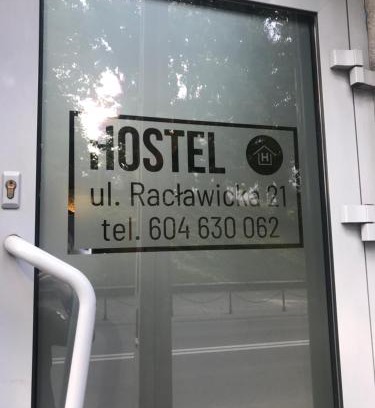 HOSTEL H
ul. Racławicka 21
tel. 604 630 062